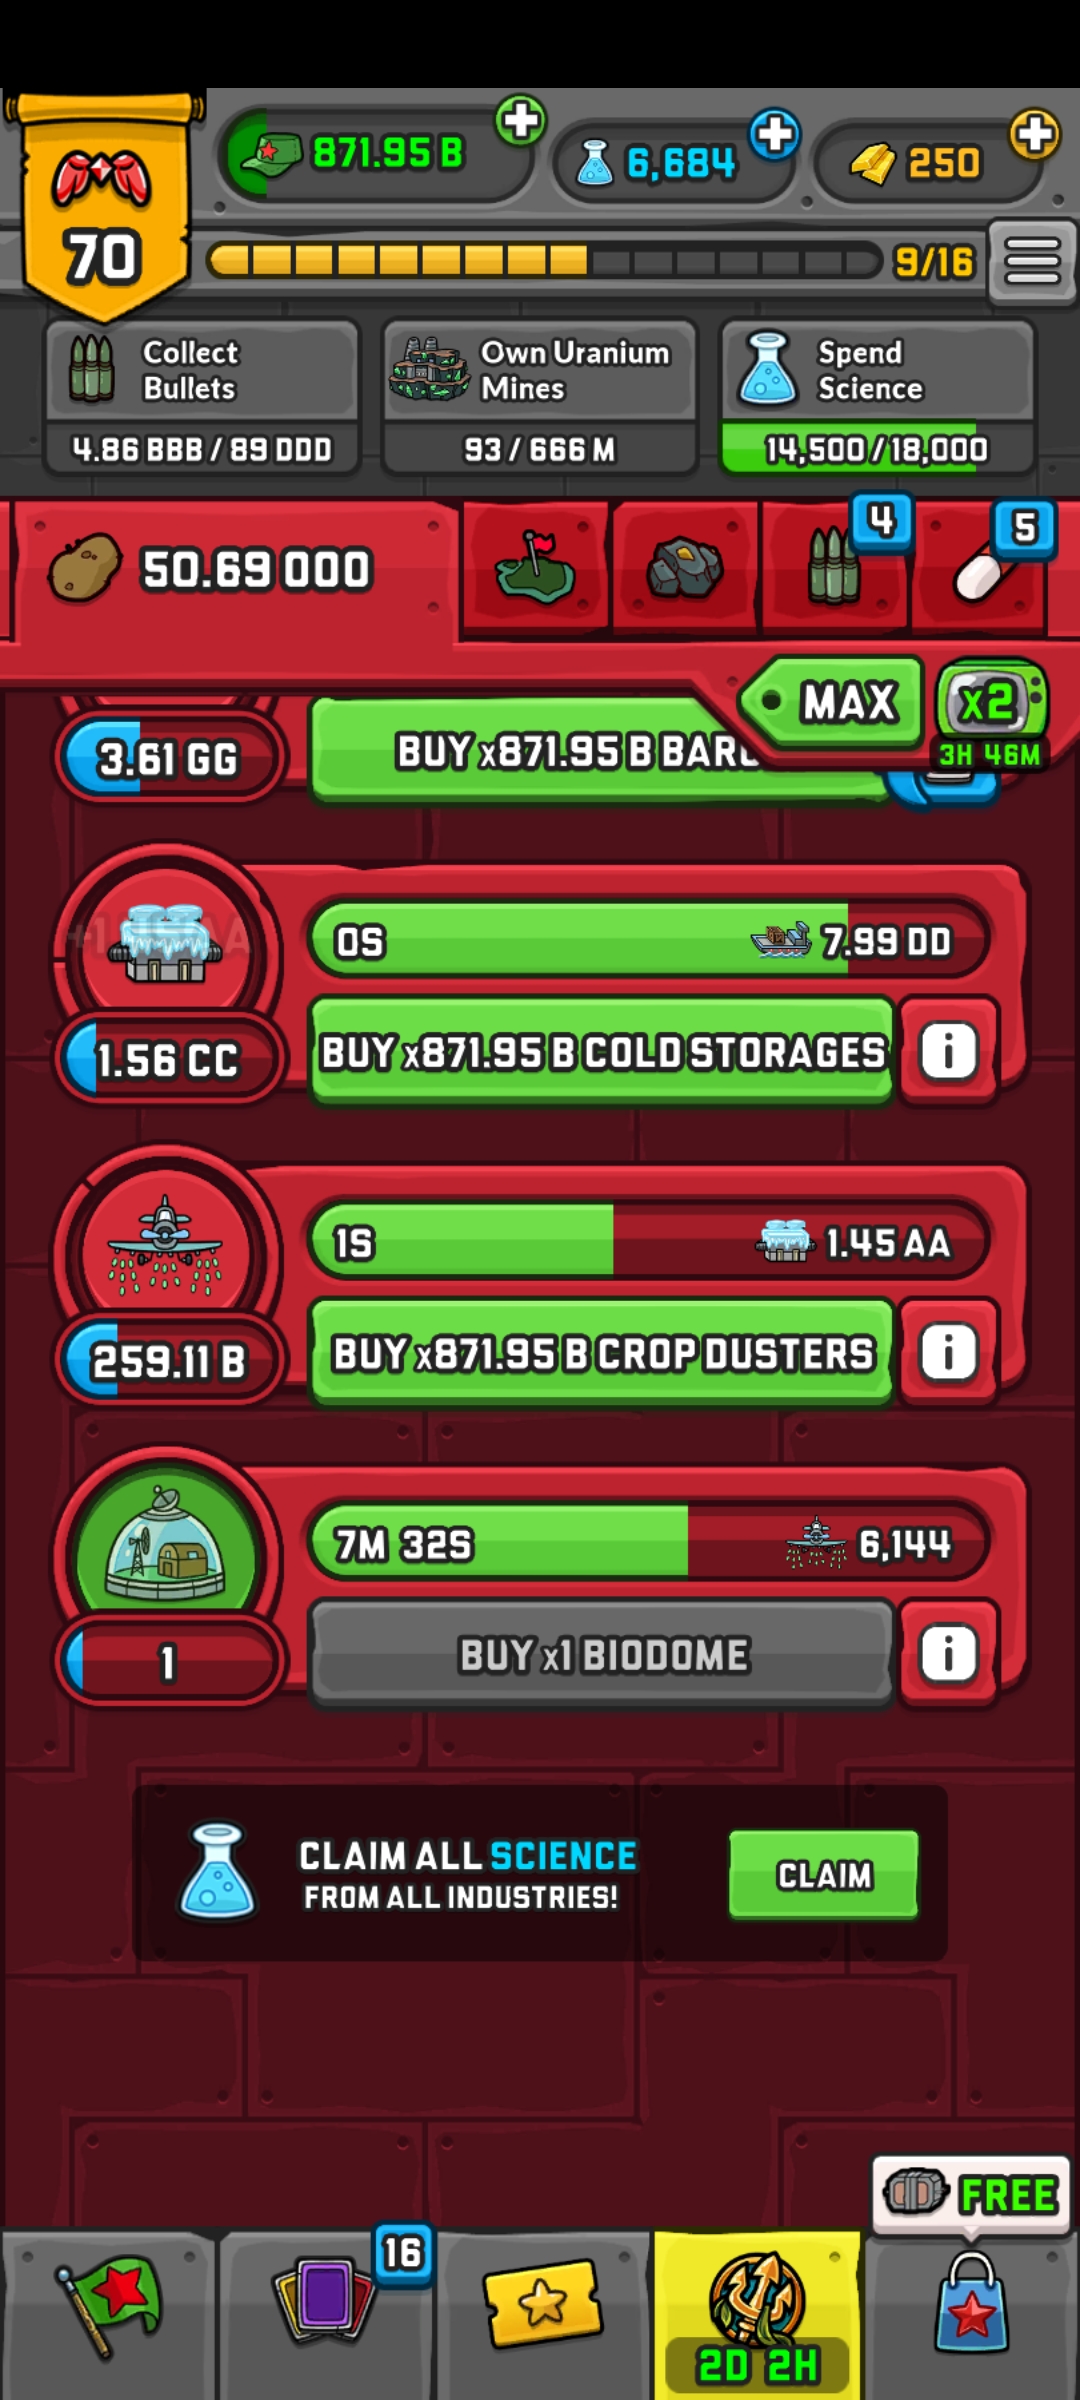 871.95 B
6,684
250
70
9/16
Collect
Bullets
Own Uranium
Mines
Spend
Science
4.86 BBB / 89 DDD
93 / 666 M
14,500/18,000
50.69 OOO
4
5
MAX
x2
3H 46M
3.61 GG
BUY x871.95 B
0S
7.99 DD
1.56 CC
BUY x871.95 B COLD STORAGES
1S
1.45 AA
259.11 B
BUY x871.95 B CROP DUSTERS
7M 32S
6,144
1
BUY x1 BIODOME
CLAIM ALL SCIENCE
FROM ALL INDUSTRIES!
CLAIM
FREE
16
2D 2H